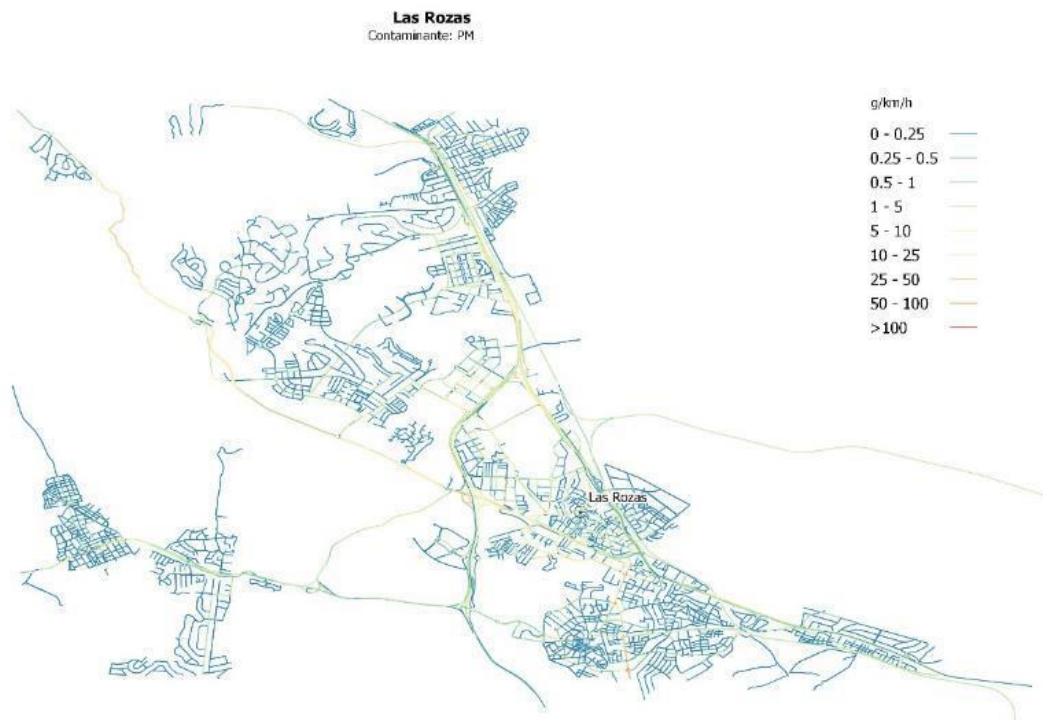 Las Rozas
Contaminante: PM
g/km/h
0 - 0.25
0.25 - 0.5
0.5 - 1
1 - 5
5 - 10
10 - 25
25 - 50
50 - 100
>100
Las Rozas